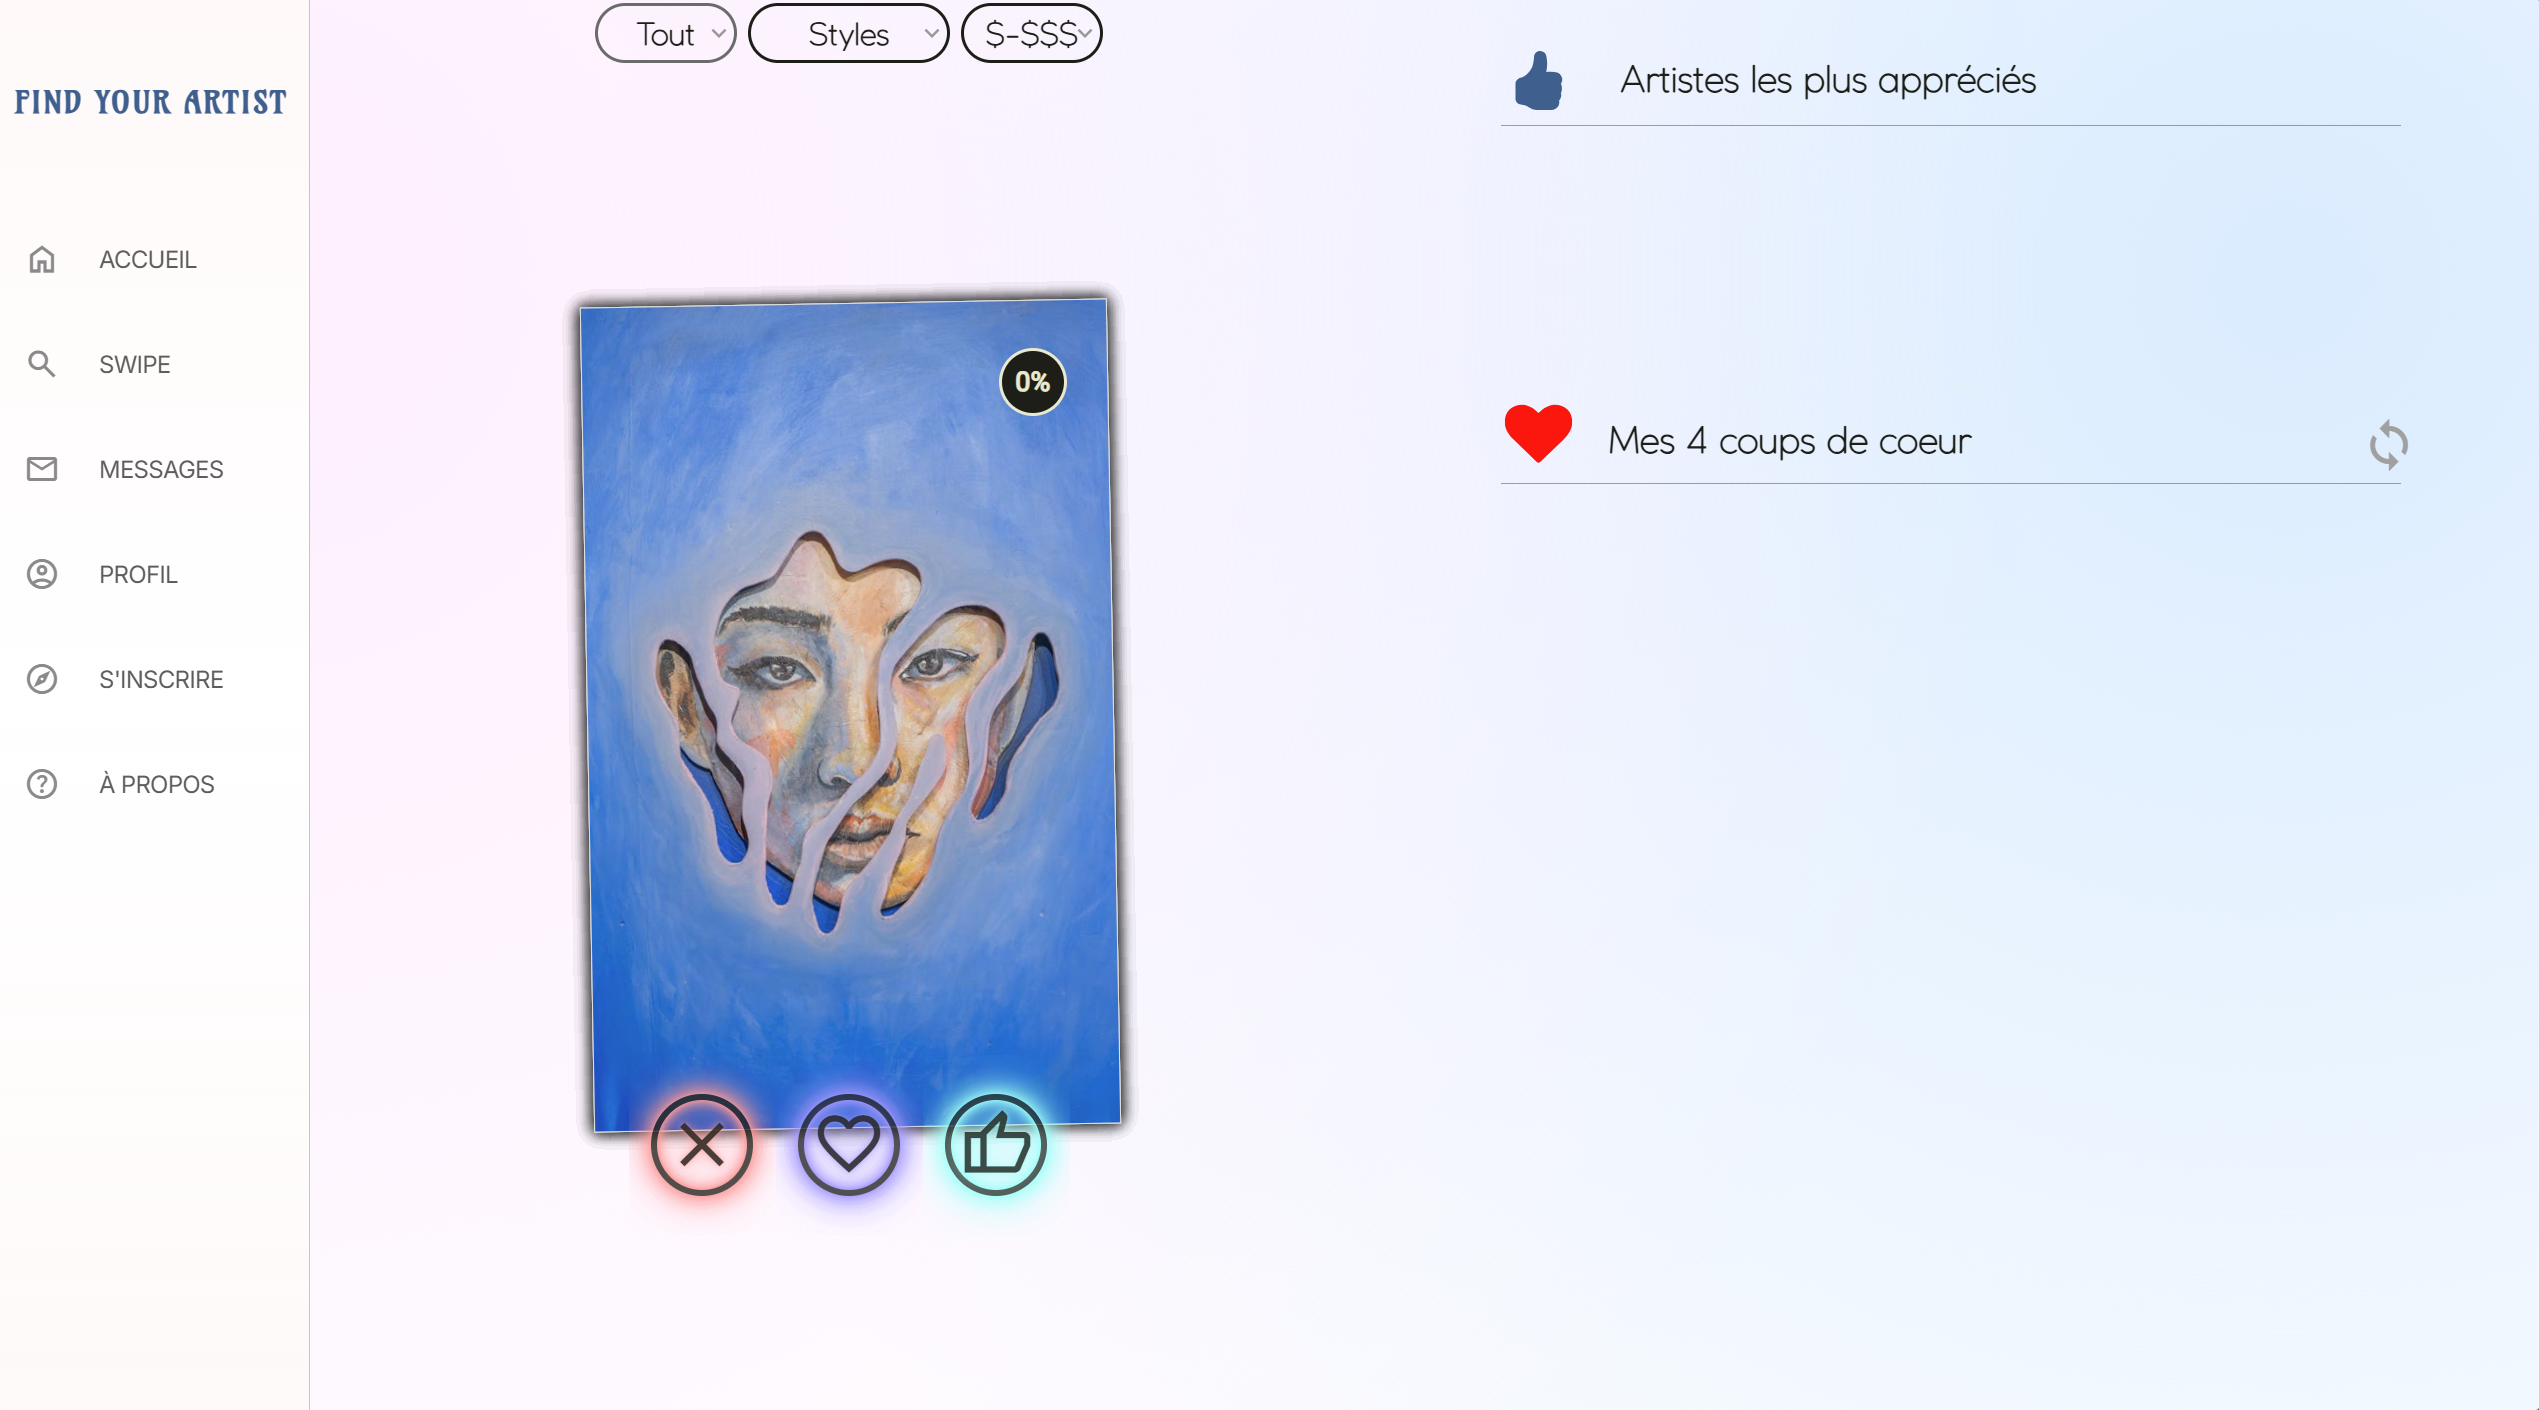 FIND YOUR ARTIST
ACCUEIL
SWIPE
MESSAGES
PROFIL
S'INSCRIRE
À PROPOS
Tout
Styles
$-$$$
0%
Artistes les plus appréciés
Mes 4 coups de coeur